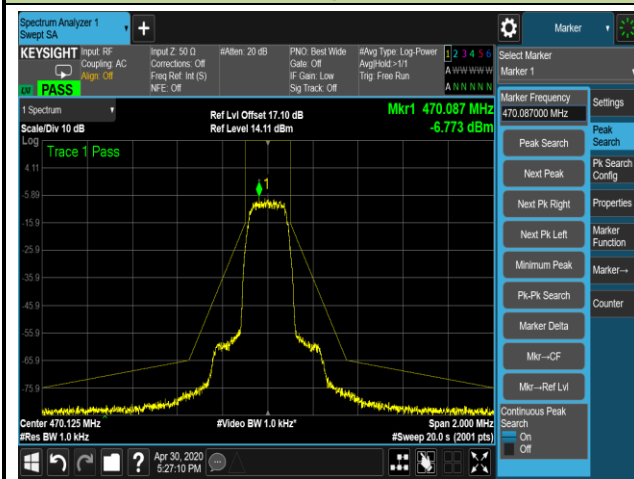 Spectrum Analyzer 1
Swept SA
Marker
KEYSIGHT
Input: RF
Coupling: AC
Align: Off
Input Z: 50 Ω
Corrections: Off
Freq Ref: Int (S)
NFE: Off
#Atten: 20 dB
PNO: Best Wide
Gate: Off
IF Gain: Low
Sig Track: Off
#Avg Type: Log-Power
Avg|Hold:>1/1
Trig: Free Run
1 2 3 4 5 6
A W W W W W
A N N N N N
LXI PASS
Select Marker
Marker 1
1 Spectrum
Scale/Div 10 dB
Log
Ref Lvl Offset 17.10 dB
Ref Level 14.11 dBm
Mkr1 470.087 MHz
-6.773 dBm
Trace 1 Pass
1
4.11
-5.89
-15.9
-25.9
-35.9
-45.9
-55.9
-65.9
-75.9
Center 470.125 MHz
#Res BW 1.0 kHz
#Video BW 1.0 kHz*
Span 2.000 MHz
#Sweep 20.0 s (2001 pts)
Marker Frequency
470.087000 MHz
Peak Search
Next Peak
Next Pk Right
Next Pk Left
Minimum Peak
Pk-Pk Search
Marker Delta
Mkr→CF
Mkr→Ref Lvl
Continuous Peak
Search
On
Off
Settings
Peak
Search
Pk Search
Config
Properties
Marker
Function
Marker→
Counter
Apr 30, 2020
5:27:10 PM